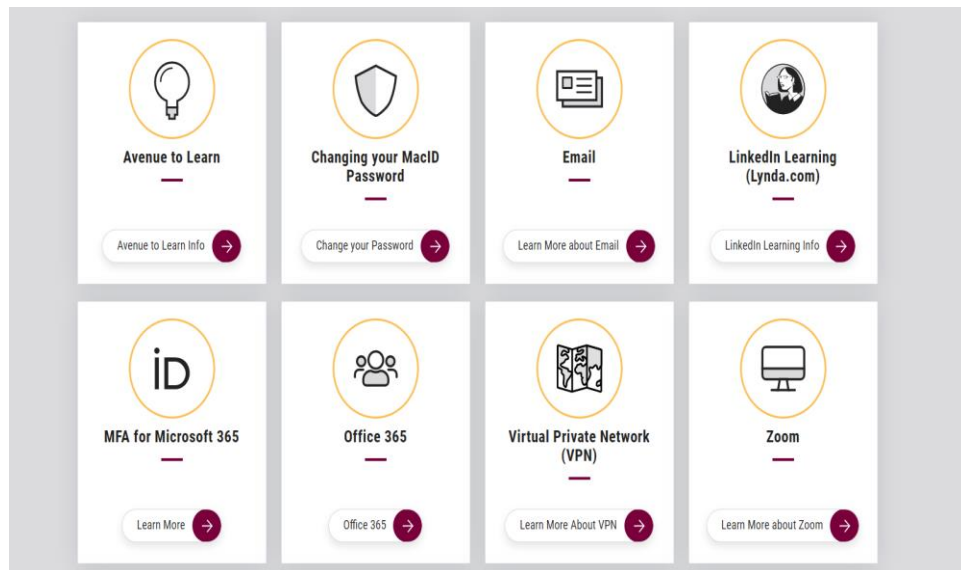 Avenue to Learn
Avenue to Learn Info
Changing your MacID
Password
Change your Password
Email
Learn More about Email
LinkedIn Learning
(Lynda.com)
LinkedIn Learning Info
iD
MFA for Microsoft 365
Learn More
Office 365
Office 365
Virtual Private Network
(VPN)
Learn More About VPN
Zoom
Learn More about Zoom